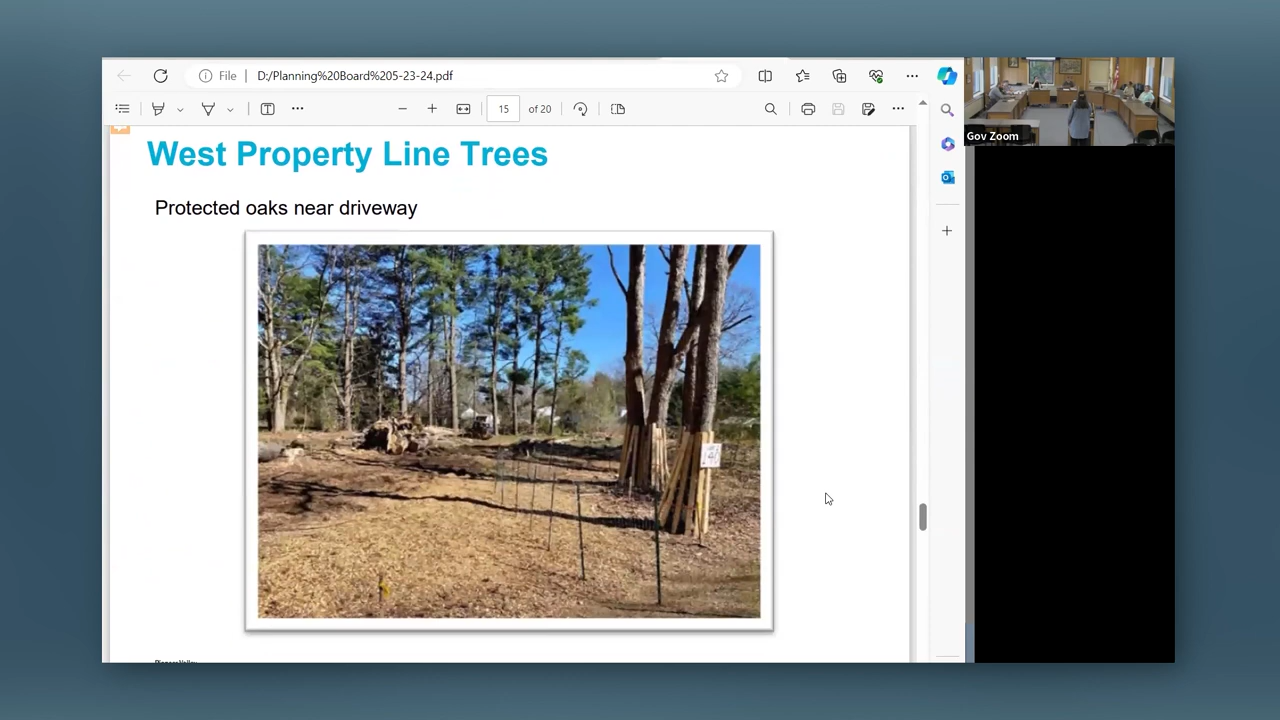 File
D:/Planning%20Board%205-23-24.pdf
15 of 20
Gov Zoom
West Property Line Trees
Protected oaks near driveway